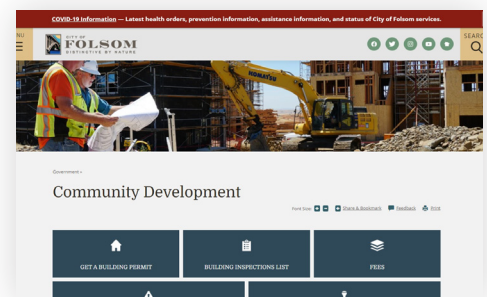 COVID-19 Information — Latest health orders, prevention information, assistance information, and status of City of Folsom services.
NU
CITY OF
FOLSOM
DISTINCTIVE BY NATURE
SEARC
KOMATSU
Government »
Community Development
Font Size: + - + Share & Bookmark Feedback Print
GET A BUILDING PERMIT
BUILDING INSPECTIONS LIST
FEES